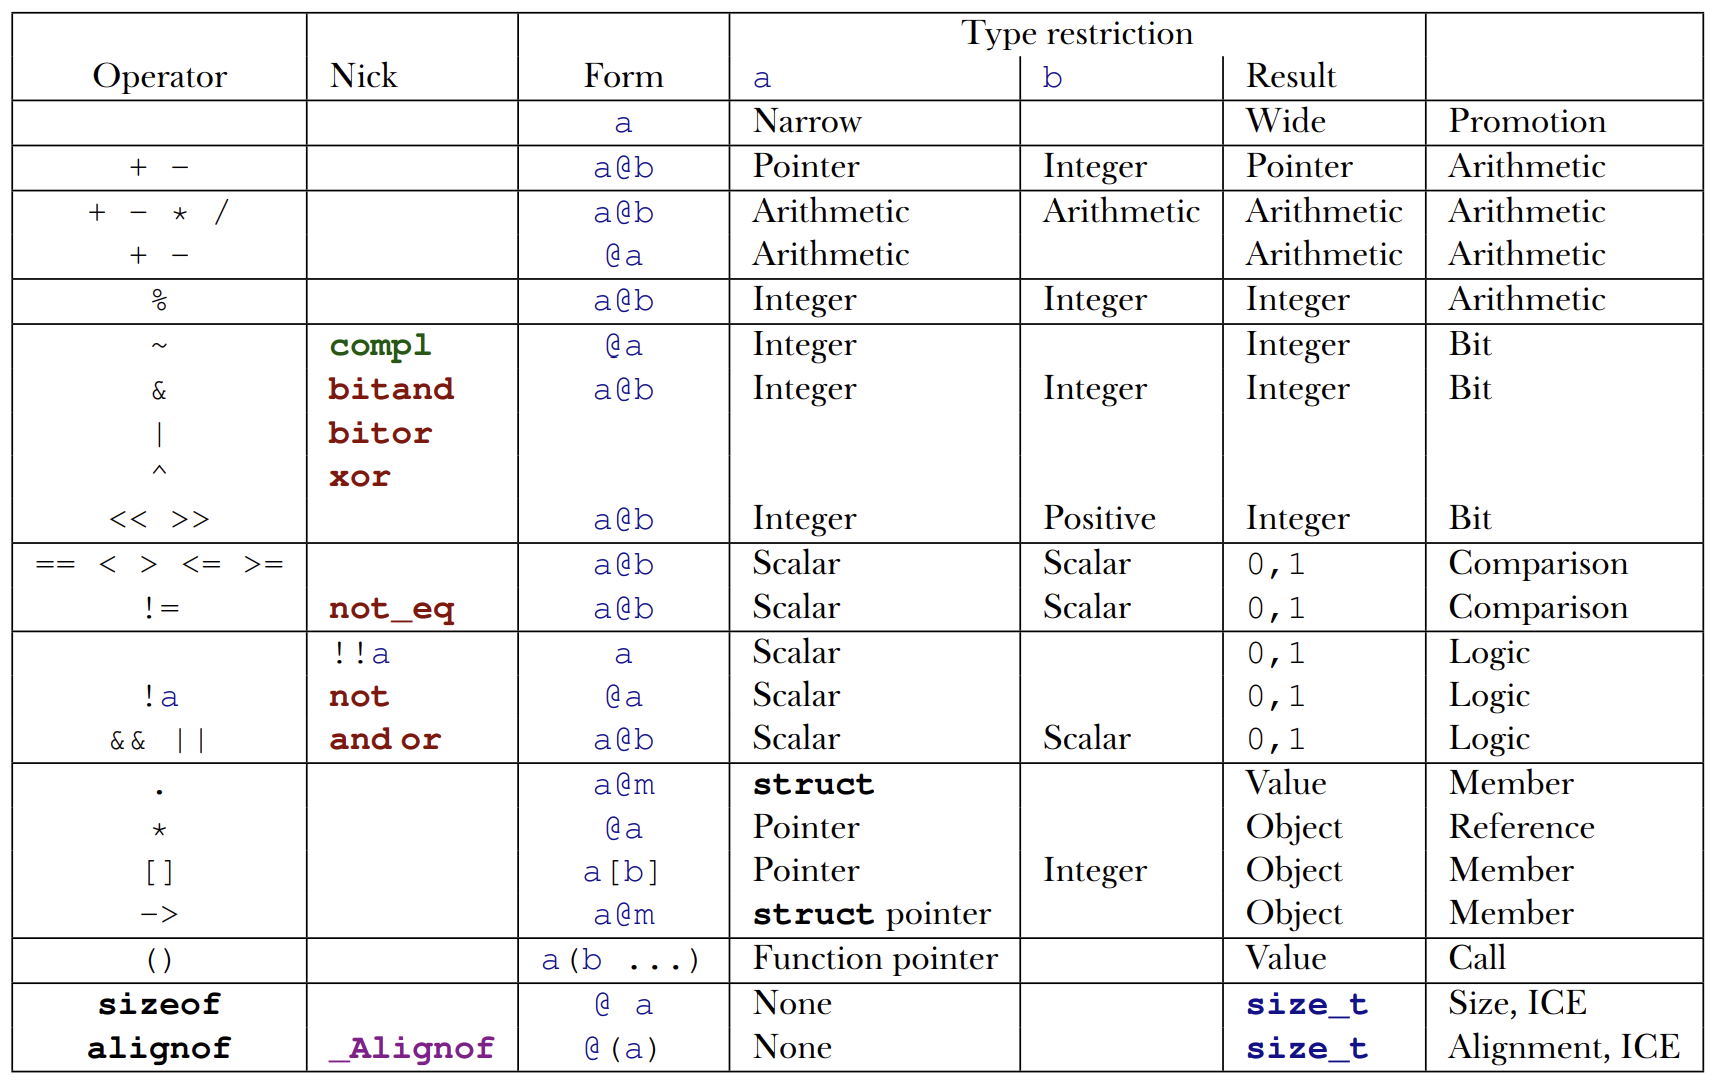 Type restriction
Operator Nick Form a b Result
a Narrow Wide Promotion
+ - a@b Pointer Integer Pointer Arithmetic
+ - * / a@b Arithmetic Arithmetic Arithmetic Arithmetic
+ - @a Arithmetic Arithmetic Arithmetic
% a@b Integer Integer Integer Arithmetic
~ compl @a Integer Integer Bit
& bitand a@b Integer Integer Integer Bit
| bitor
^ xor
<< >> a@b Integer Positive Integer Bit
== < > <= >= a@b Scalar Scalar 0,1 Comparison
!= not_eq a@b Scalar Scalar 0,1 Comparison
!!a a Scalar 0,1 Logic
!a not @a Scalar 0,1 Logic
&& || and or a@b Scalar Scalar 0,1 Logic
. a@m struct Value Member
* @a Pointer Object Reference
[] a[b] Pointer Integer Object Member
-> a@m struct pointer Object Member
() a(b ...) Function pointer Value Call
sizeof @ a None size_t Size, ICE
alignof _Alignof @(a) None size_t Alignment, ICE